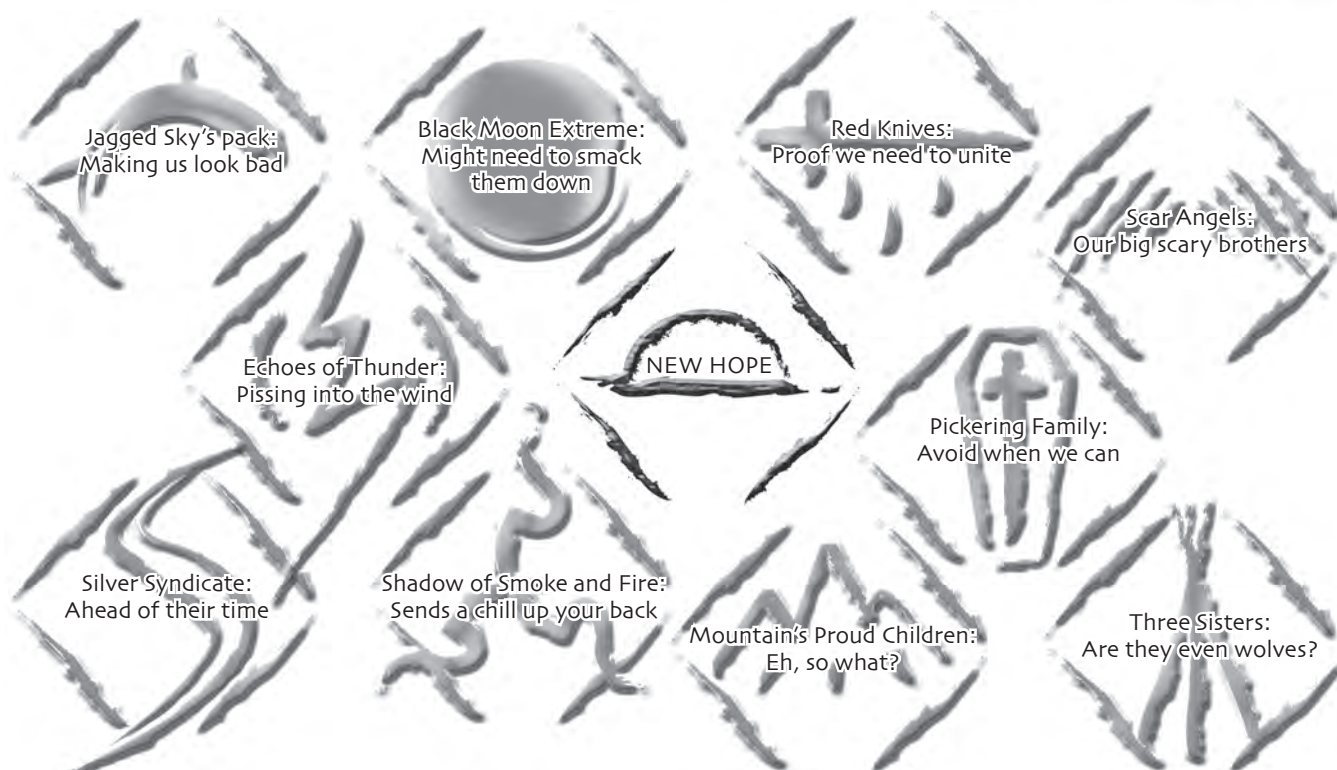 Jagged Sky's pack:
Making us look bad
Black Moon Extreme:
Might need to smack
them down
Red Knives:
Proof we need to unite
Scar Angels:
Our big scary brothers
Echoes of Thunder:
Pissing into the wind
NEW HOPE
Pickering Family:
Avoid when we can
Silver Syndicate:
Ahead of their time
Shadow of Smoke and Fire:
Sends a chill up your back
Mountain's Proud Children:
Eh, so what?
Three Sisters:
Are they even wolves?